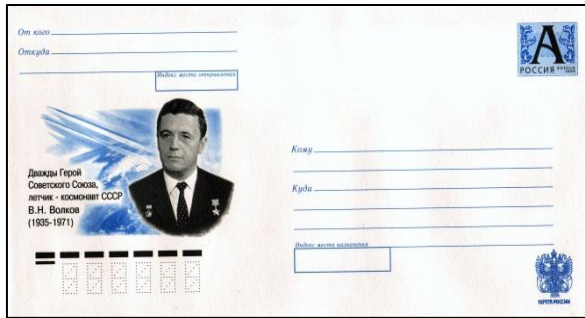 От кого
Откуда
Индекс места отправления
А
РОССИЯ
Дважды Герой
Советского Союза,
летчик - космонавт СССР
В.Н. Волков
(1935-1971)
Кому
Куда
Индекс места назначения
ПОЧТА РОССИИ